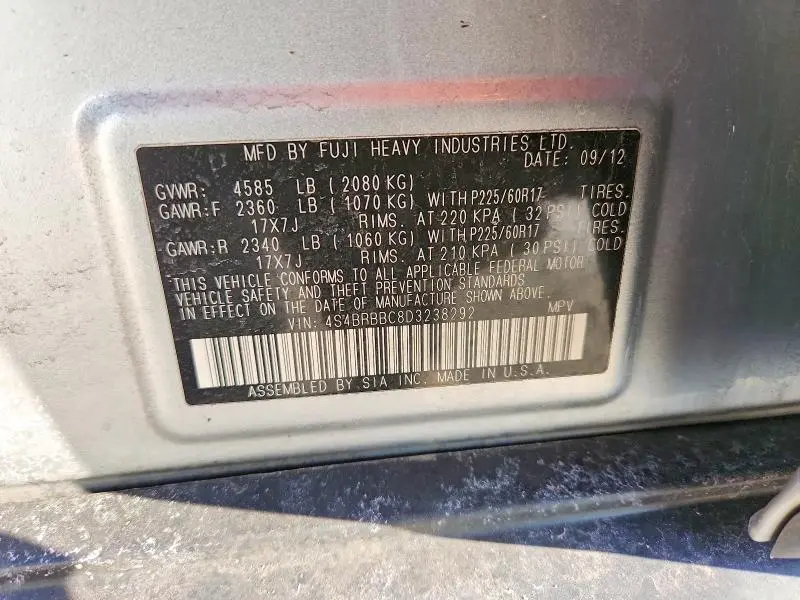 MFD BY FUJI HEAVY INDUSTRIES LTD.
DATE: 09/12
GVWR: 4585 LB ( 2080 KG)
GAWR:F 2360 LB ( 1070 KG) WITH P225/60R17 TIRES.
17X7J RIMS. AT 220 KPA ( 32 PSI) COLD
GAWR:R 2340 LB ( 1060 KG) WITH P225/60R17 TIRES.
17X7J RIMS. AT 210 KPA ( 30 PSI) COLD
THIS VEHICLE CONFORMS TO ALL APPLICABLE FEDERAL MOTOR
VEHICLE SAFETY AND THEFT PREVENTION STANDARDS
IN EFFECT ON THE DATE OF MANUFACTURE SHOWN ABOVE.
VIN: 4S4BRBBC8D3238292 MPV
ASSEMBLED BY SIA INC. MADE IN U.S.A.